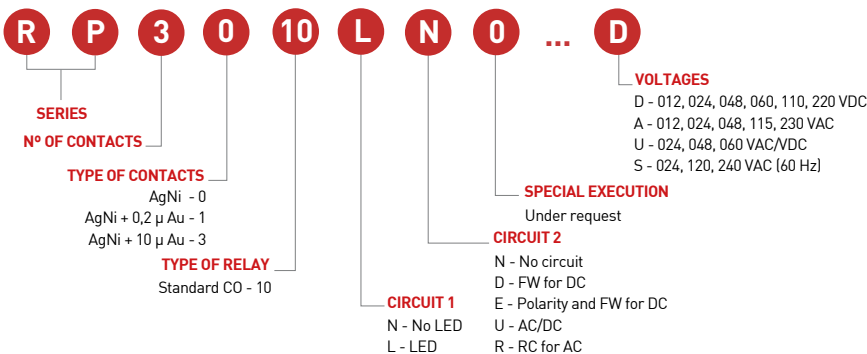 R P 3 0 10 L N 0 ... D
VOLTAGES
D - 012, 024, 048, 060, 110, 220 VDC
A - 012, 024, 048, 115, 230 VAC
U - 024, 048, 060 VAC/VDC
S - 024, 120, 240 VAC (60 Hz)
SERIES
Nº OF CONTACTS
TYPE OF CONTACTS
AgNi - 0
AgNi + 0,2 µ Au - 1
AgNi + 10 µ Au - 3
TYPE OF RELAY
Standard CO - 10
SPECIAL EXECUTION
Under request
CIRCUIT 2
N - No circuit
D - FW for DC
E - Polarity and FW for DC
U - AC/DC
R - RC for AC
CIRCUIT 1
N - No LED
L - LED